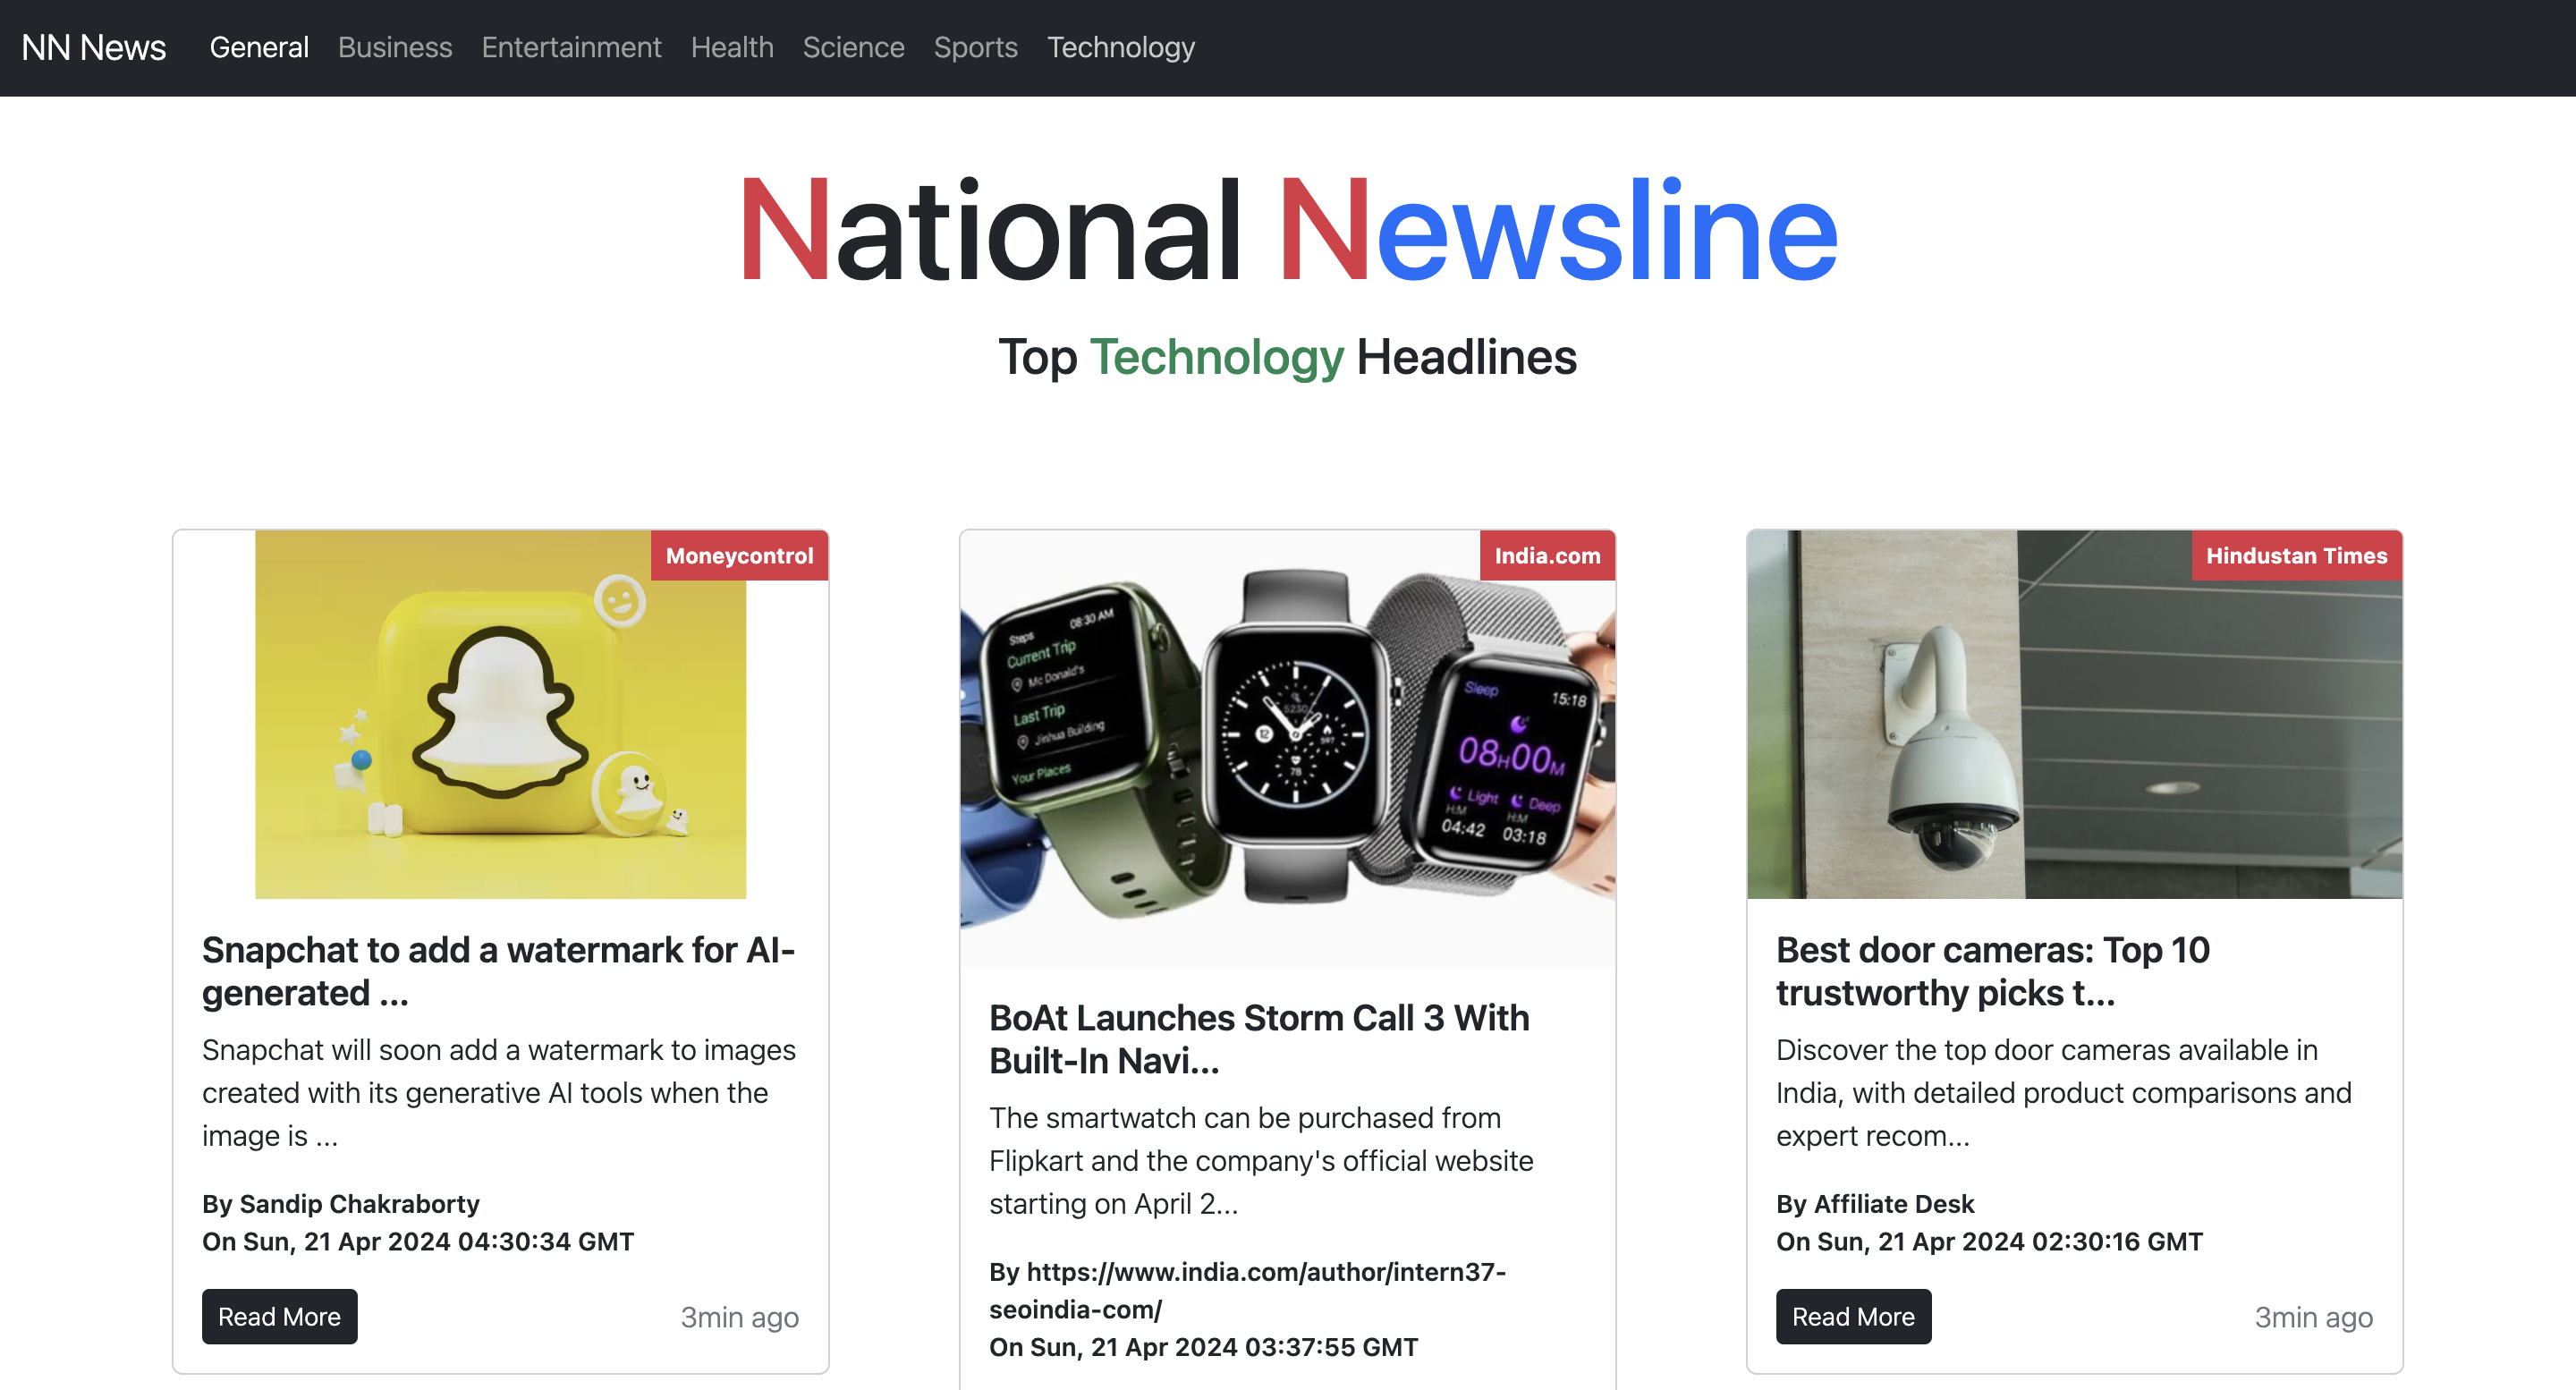 NN News General Business Entertainment Health Science Sports Technology
National Newsline
Top Technology Headlines
Moneycontrol
Snapchat to add a watermark for AI-
generated ...
Snapchat will soon add a watermark to images
created with its generative AI tools when the
image is ...
By Sandip Chakraborty
On Sun, 21 Apr 2024 04:30:34 GMT
Read More 3min ago
India.com
Steps 08:30 AM
Current Trip
Mc Donald's
Last Trip
Jinhua Building
Your Places
5230
12
78
Sleep 15:18
08H00M
Light Deep
H:M H:M
04:42 03:18
BoAt Launches Storm Call 3 With
Built-In Navi...
The smartwatch can be purchased from
Flipkart and the company's official website
starting on April 2...
By https://www.india.com/author/intern37-
seoindia-com/
On Sun, 21 Apr 2024 03:37:55 GMT
Hindustan Times
Best door cameras: Top 10
trustworthy picks t...
Discover the top door cameras available in
India, with detailed product comparisons and
expert recom...
By Affiliate Desk
On Sun, 21 Apr 2024 02:30:16 GMT
Read More 3min ago